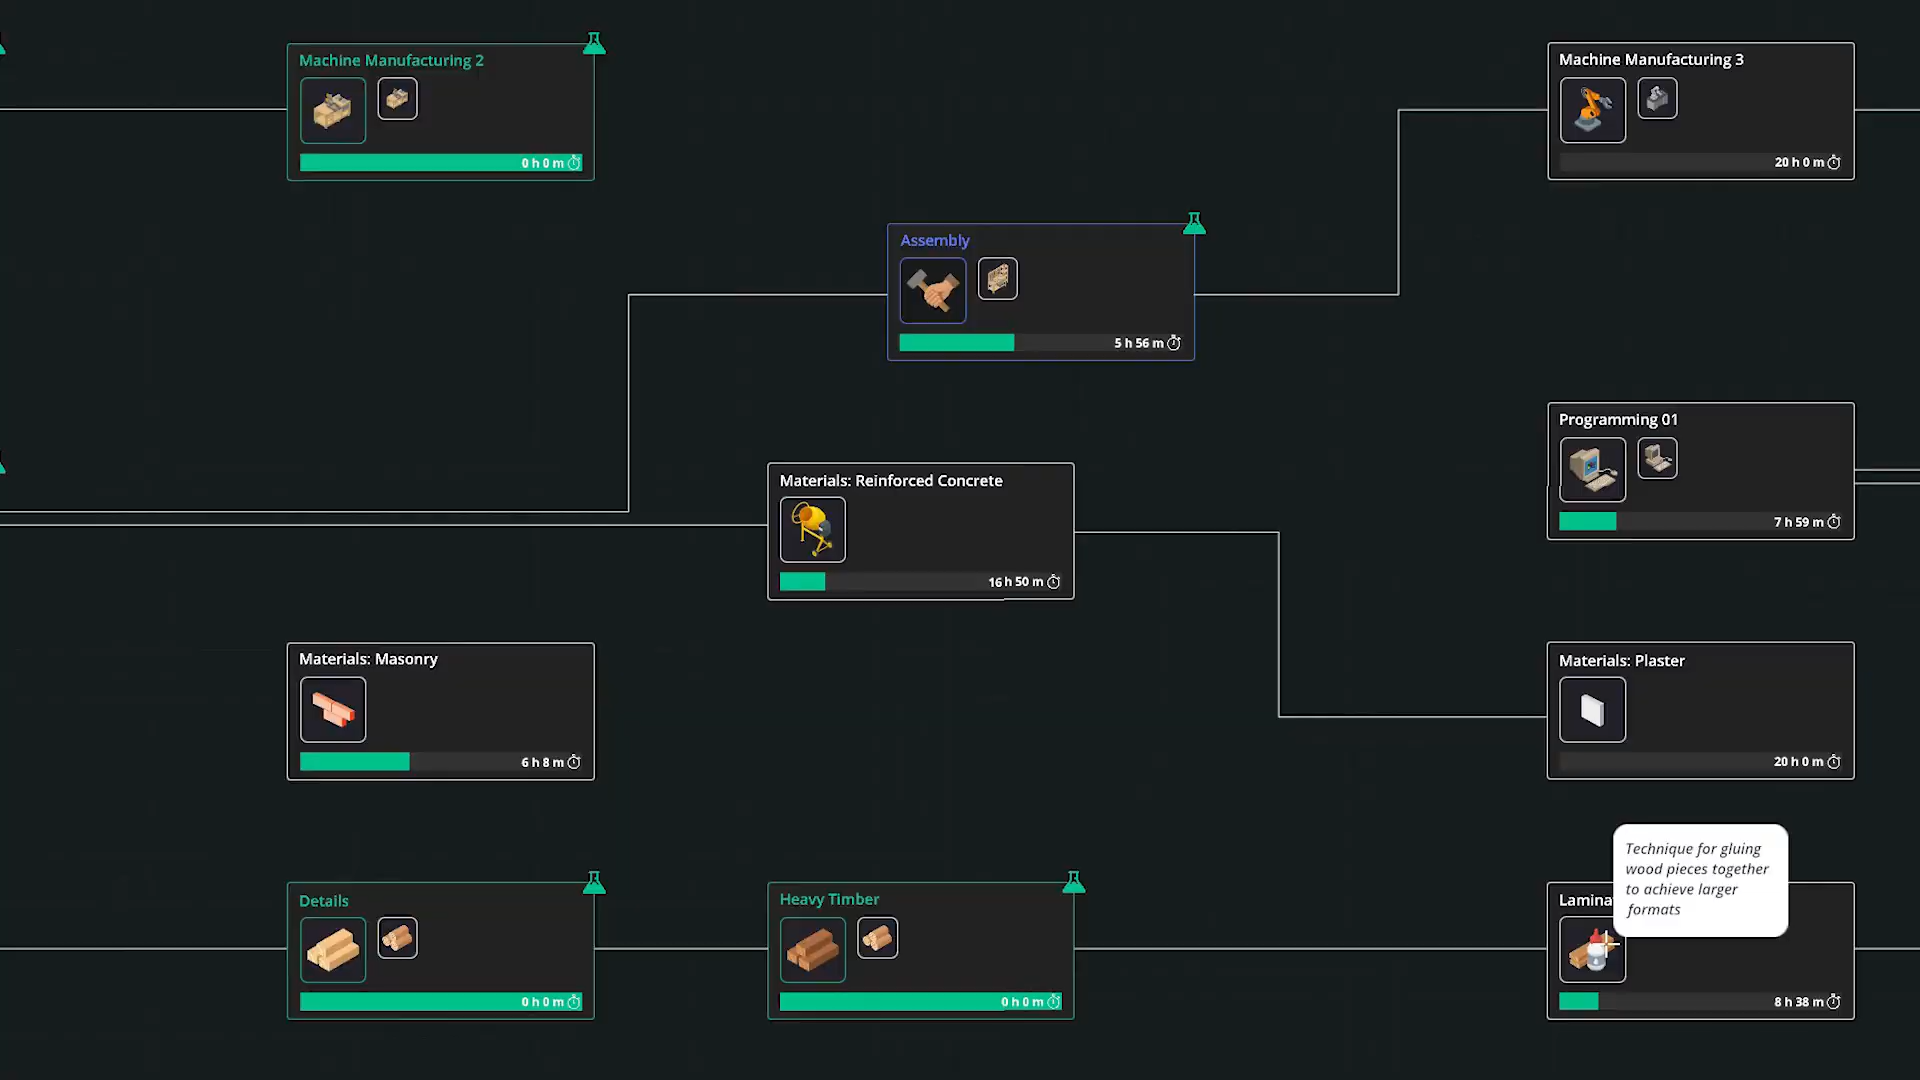 Machine Manufacturing 2
0 h 0 m
Machine Manufacturing 3
20 h 0 m
Assembly
5 h 56 m
Programming 01
7 h 59 m
Materials: Reinforced Concrete
16 h 50 m
Materials: Masonry
6 h 8 m
Materials: Plaster
20 h 0 m
Technique for gluing
wood pieces together
to achieve larger
formats
Details
0 h 0 m
Heavy Timber
0 h 0 m
Lamina
8 h 38 m